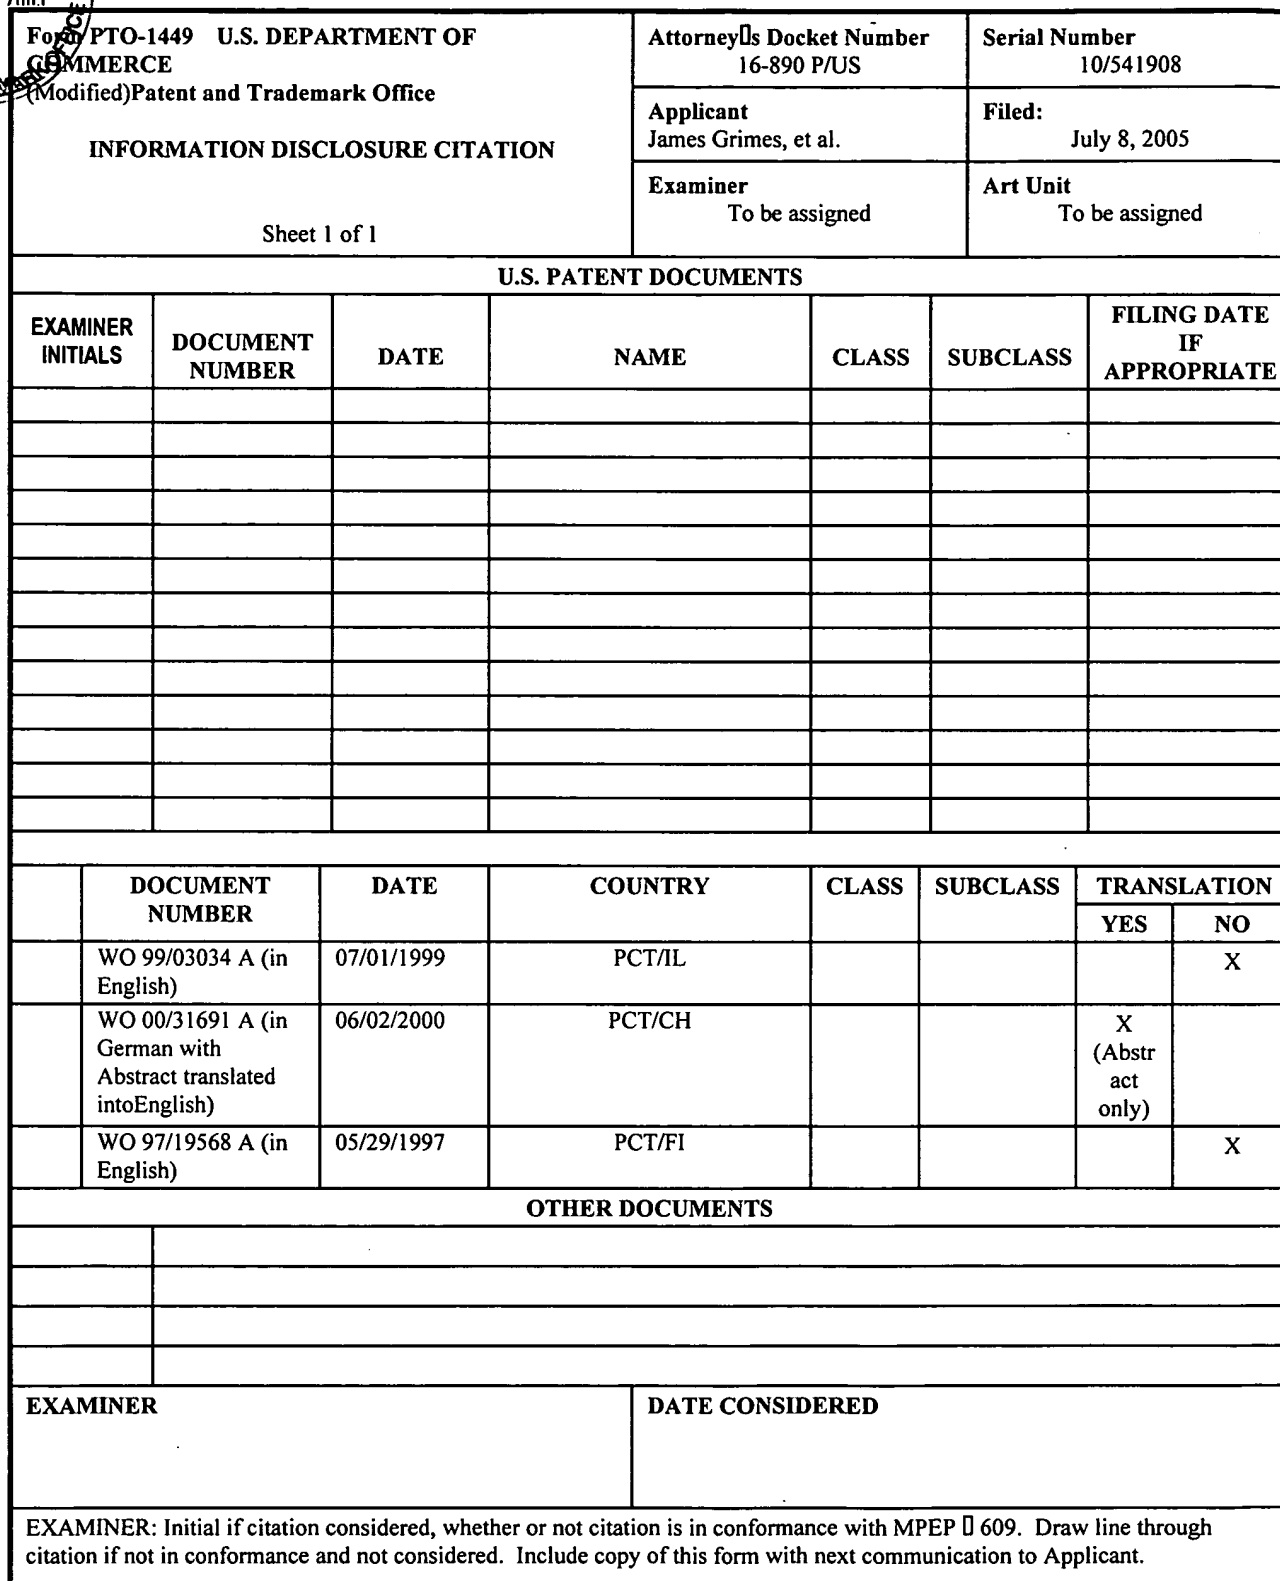 Form PTO-1449 U.S. DEPARTMENT OF
COMMERCE
(Modified)Patent and Trademark Office
INFORMATION DISCLOSURE CITATION
Sheet 1 of 1
Attorney▯s Docket Number
16-890 P/US
Serial Number
10/541908
Applicant
James Grimes, et al.
Filed:
July 8, 2005
Examiner
To be assigned
Art Unit
To be assigned
U.S. PATENT DOCUMENTS
EXAMINER
INITIALS
DOCUMENT
NUMBER
DATE
NAME
CLASS
SUBCLASS
FILING DATE
IF
APPROPRIATE
DOCUMENT
NUMBER
DATE
COUNTRY
CLASS
SUBCLASS
TRANSLATION
YES
NO
WO 99/03034 A (in
English)
07/01/1999
PCT/IL
X
WO 00/31691 A (in
German with
Abstract translated
intoEnglish)
06/02/2000
PCT/CH
X
(Abstr
act
only)
WO 97/19568 A (in
English)
05/29/1997
PCT/FI
X
OTHER DOCUMENTS
EXAMINER
DATE CONSIDERED
EXAMINER: Initial if citation considered, whether or not citation is in conformance with MPEP ▯ 609. Draw line through
citation if not in conformance and not considered. Include copy of this form with next communication to Applicant.